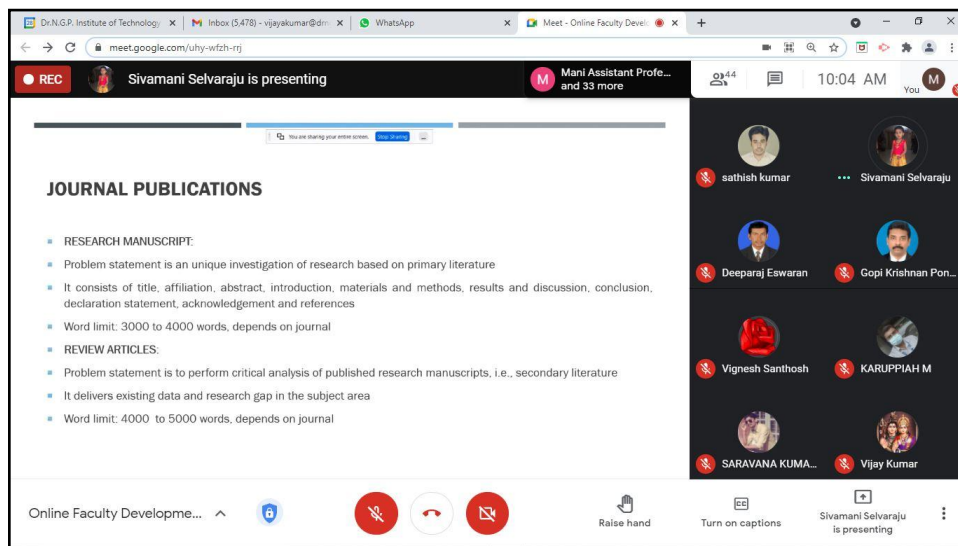 Dr.N.G.P. Institute of Technology
Inbox (5,478) - vijayakumar@drn
WhatsApp
Meet - Online Faculty Devel
meet.google.com/uhy-wfzh-rrj
REC
Sivamani Selvaraju is presenting
M
Mani Assistant Profe...
and 33 more
44
10:04 AM
You
M
You are sharing your entire screen.
Stop Sharing
JOURNAL PUBLICATIONS
RESEARCH MANUSCRIPT:
Problem statement is an unique investigation of research based on primary literature
It consists of title, affiliation, abstract, introduction, materials and methods, results and discussion, conclusion,
declaration statement, acknowledgement and references
Word limit: 3000 to 4000 words, depends on journal
REVIEW ARTICLES:
Problem statement is to perform critical analysis of published research manuscripts, i.e., secondary literature
It delivers existing data and research gap in the subject area
Word limit: 4000 to 5000 words, depends on journal
sathish kumar
Sivamani Selvaraju
Deeparaj Eswaran
Gopi Krishnan Pon...
Vignesh Santhosh
KARUPPIAH M
SARAVANA KUMA...
Vijay Kumar
Online Faculty Developme...
Raise hand
CC
Turn on captions
Sivamani Selvaraju
is presenting